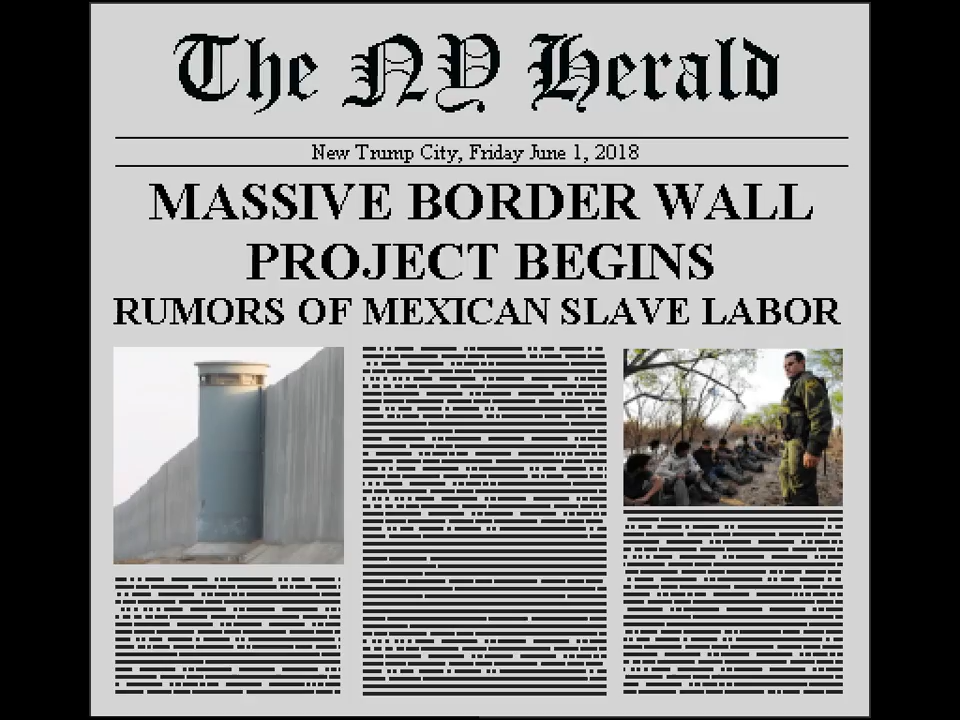 The NY Herald
New Trump City, Friday June 1, 2018
MASSIVE BORDER WALL
PROJECT BEGINS
RUMORS OF MEXICAN SLAVE LABOR